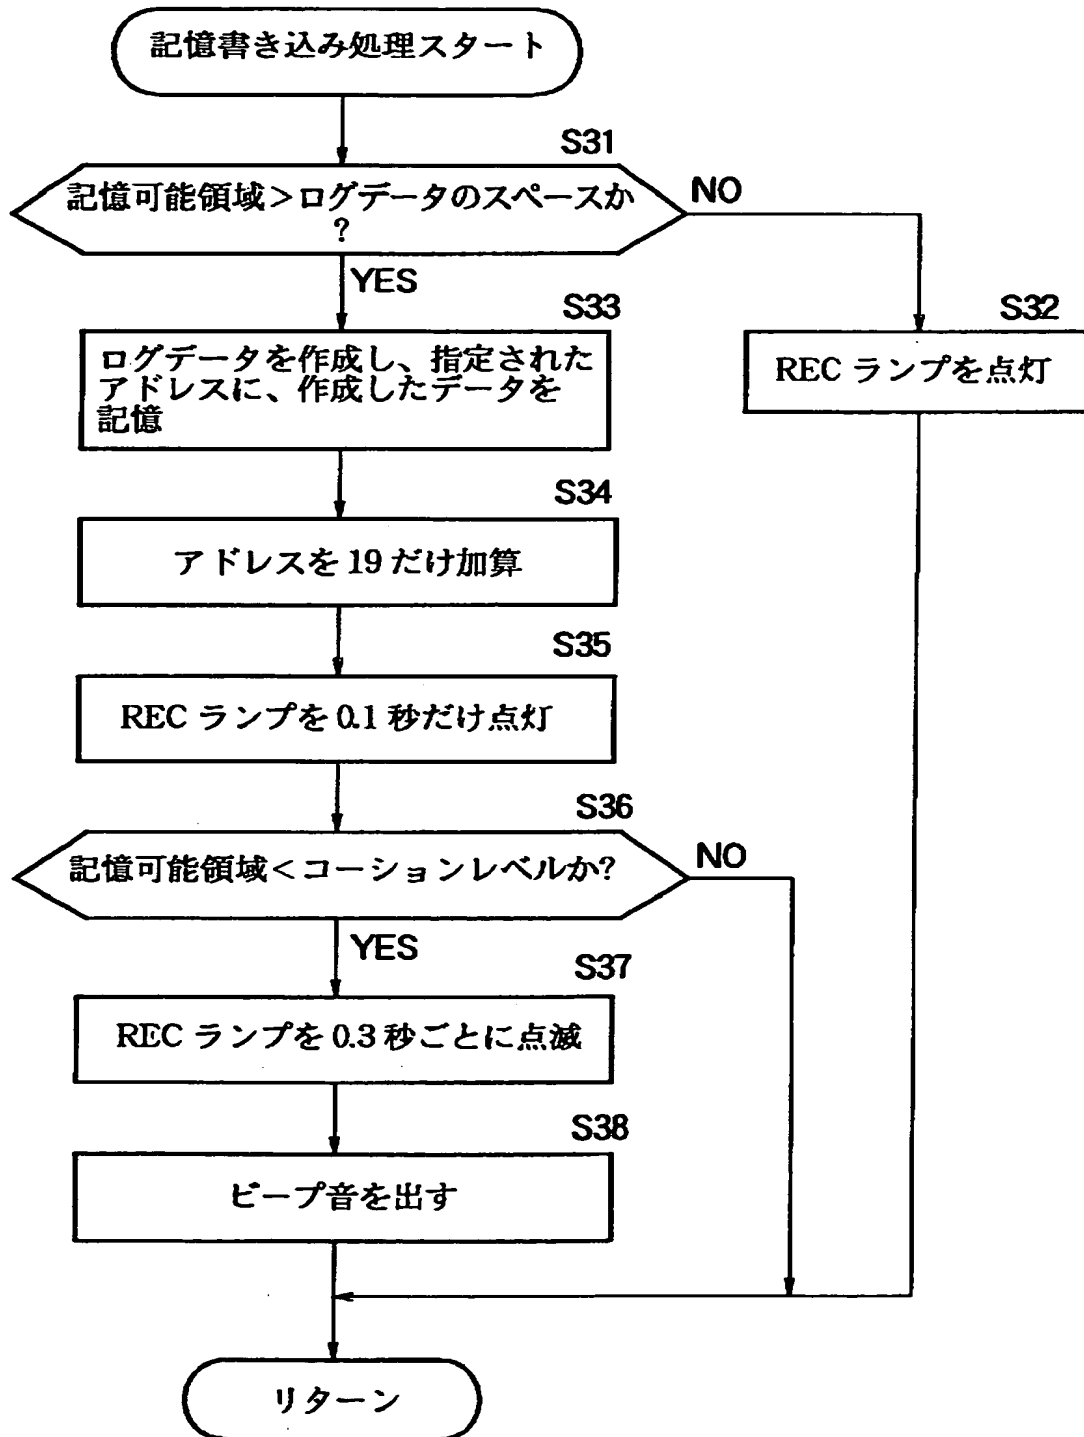 記憶書き込み処理スタート
S31
記憶可能領域>ログデータのスペースか
?
NO
YES
S33
ログデータを作成し、指定された
アドレスに、作成したデータを
記憶
S32
REC ランプを点灯
S34
アドレスを 19 だけ加算
S35
REC ランプを 0.1 秒だけ点灯
S36
記憶可能領域<コーションレベルか?
NO
YES
S37
REC ランプを 0.3 秒ごとに点滅
S38
ビープ音を出す
リターン